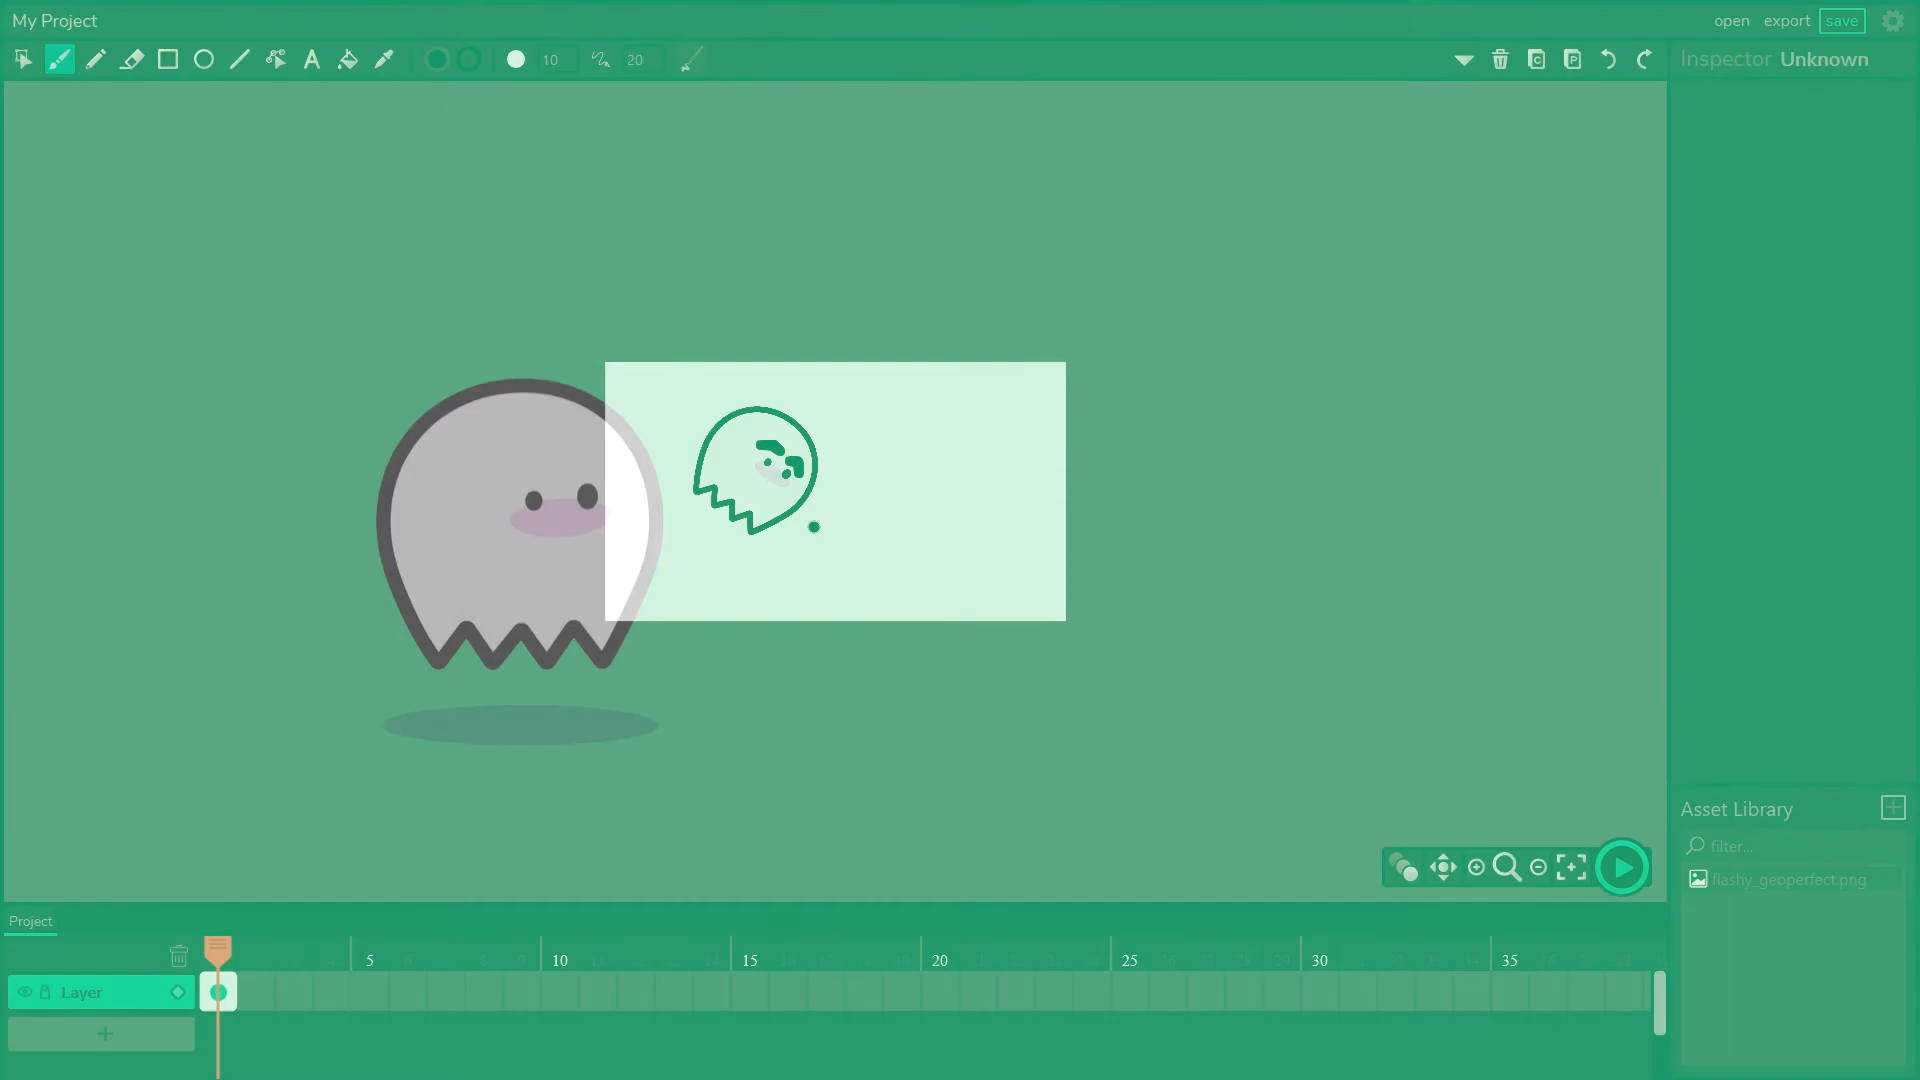 My Project
open export save
10
20
Inspector Unknown
Asset Library
filter...
flashy_geoperfect.png
Project
5 10 15 20 25 30 35
Layer